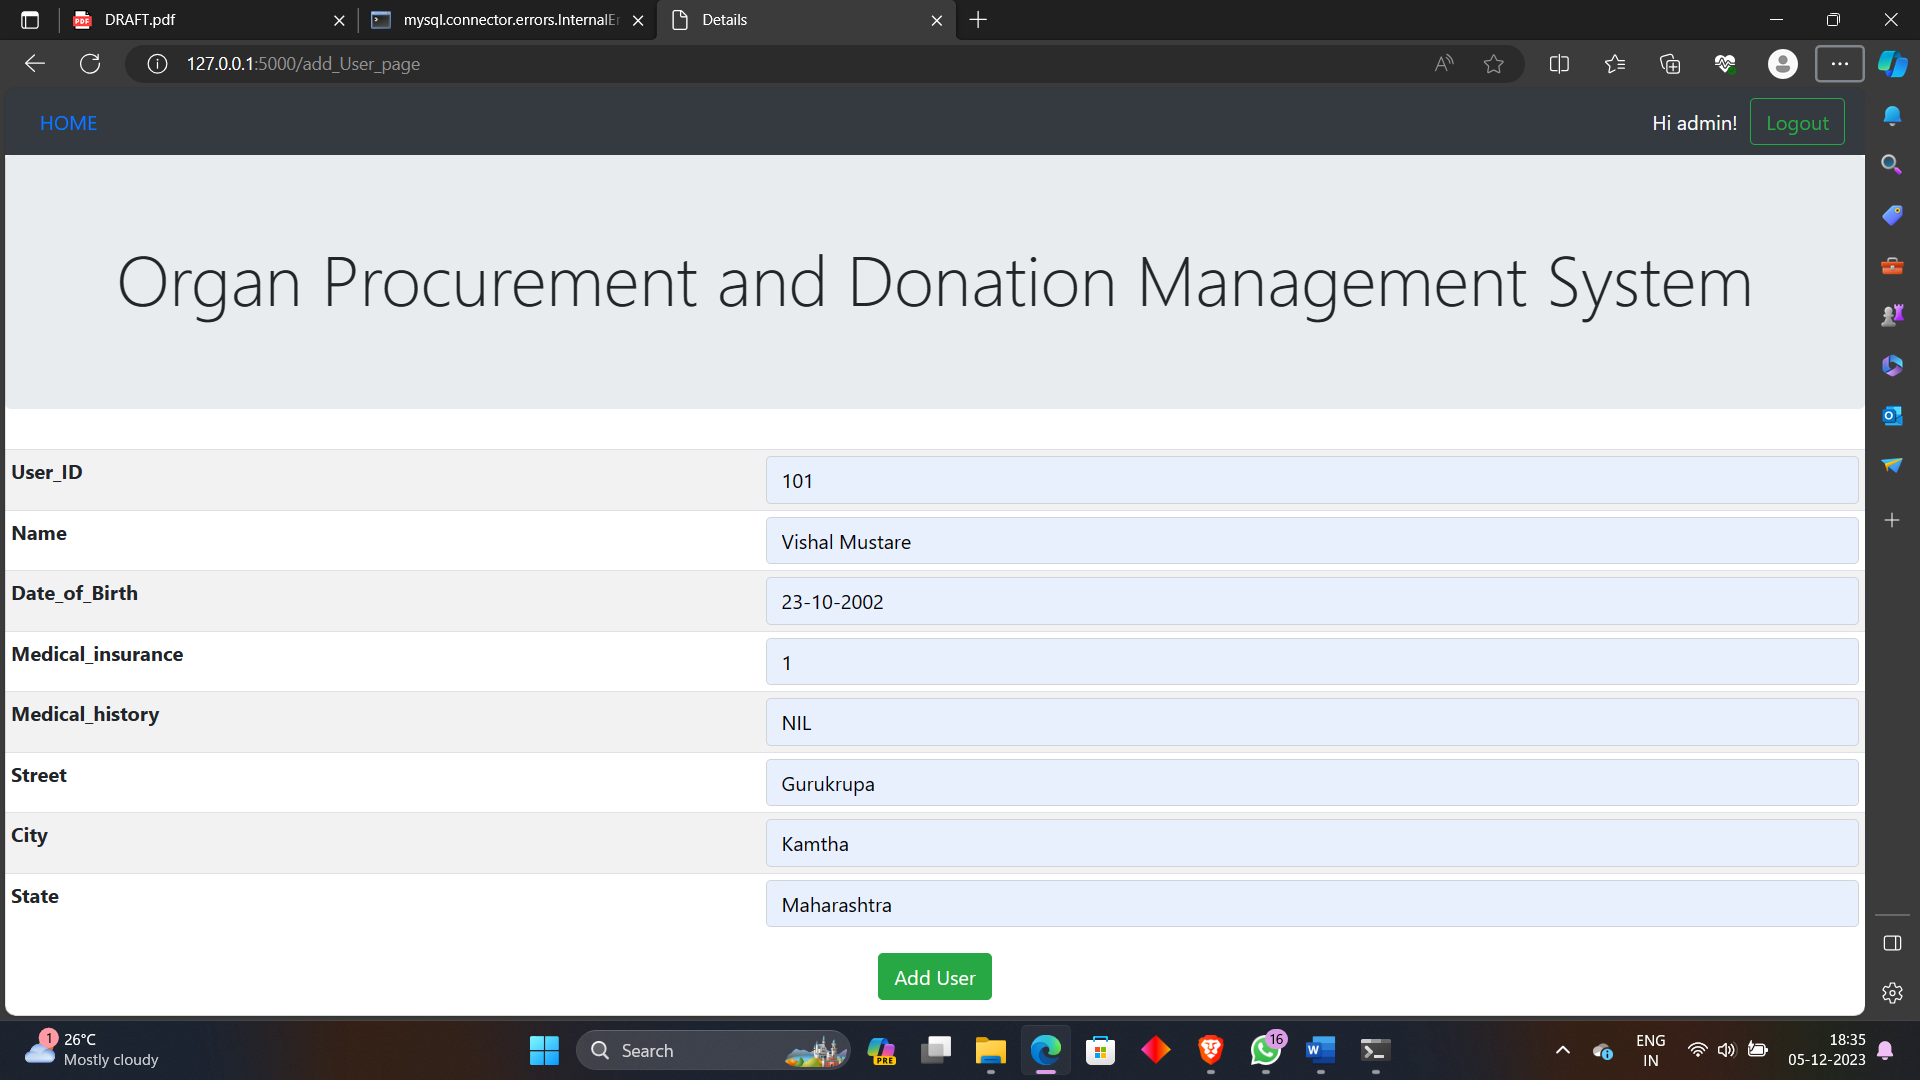 DRAFT.pdf
mysql.connector.errors.InternalEr
Details
127.0.0.1:5000/add_User_page
HOME
Hi admin!
Logout
Organ Procurement and Donation Management System
User_ID
101
Name
Vishal Mustare
Date_of_Birth
23-10-2002
Medical_insurance
1
Medical_history
NIL
Street
Gurukrupa
City
Kamtha
State
Maharashtra
Add User
1
26°C
Mostly cloudy
Search
PRE
16
ENG
IN
18:35
05-12-2023